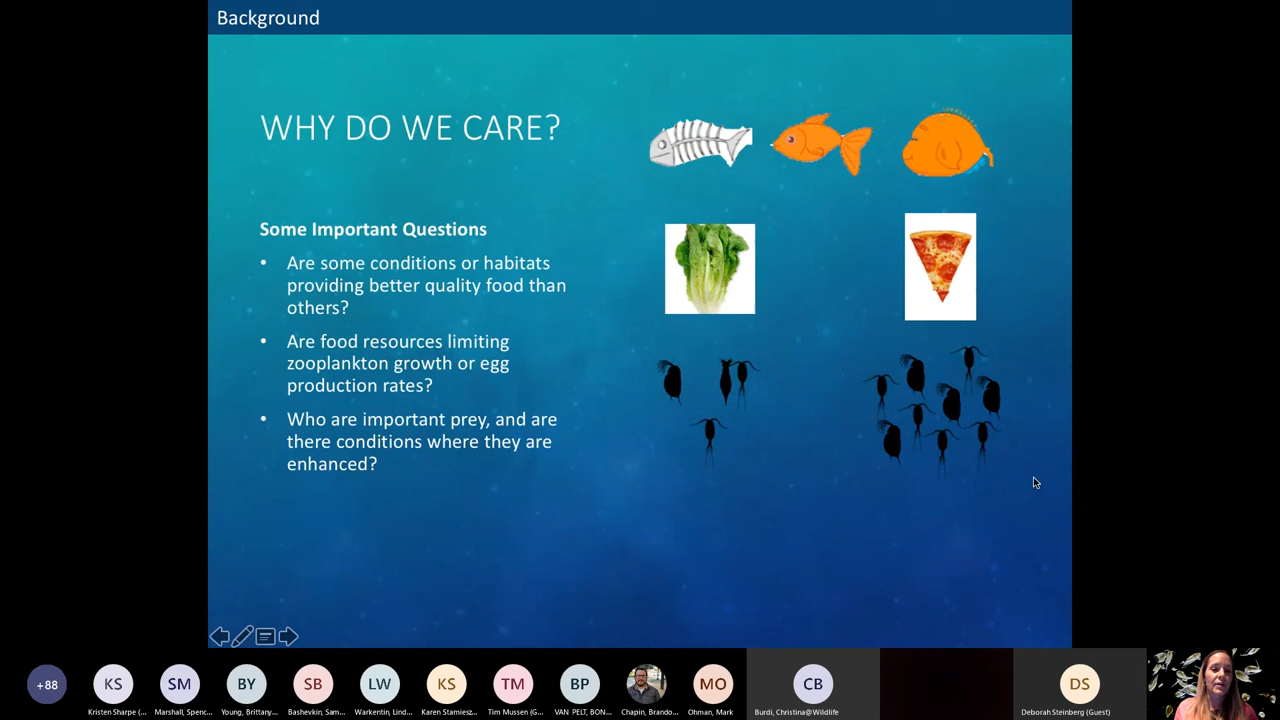 Background
WHY DO WE CARE?
Some Important Questions
• Are some conditions or habitats
providing better quality food than
others?
• Are food resources limiting
zooplankton growth or egg
production rates?
• Who are important prey, and are
there conditions where they are
enhanced?
+88
KS
SM
BY
SB
LW
KS
TM
BP
MO
CB
DS
Kristen Sharpe (...
Marshall, Spenc...
Young, Brittany...
Bashevkin, Sam...
Warkentin, Lind...
Karen Stamiesz...
Tim Mussen (G...
VAN PELT, BON...
Chapin, Brando...
Ohman, Mark
Burdi, Christina@Wildlife
Deborah Steinberg (Guest)